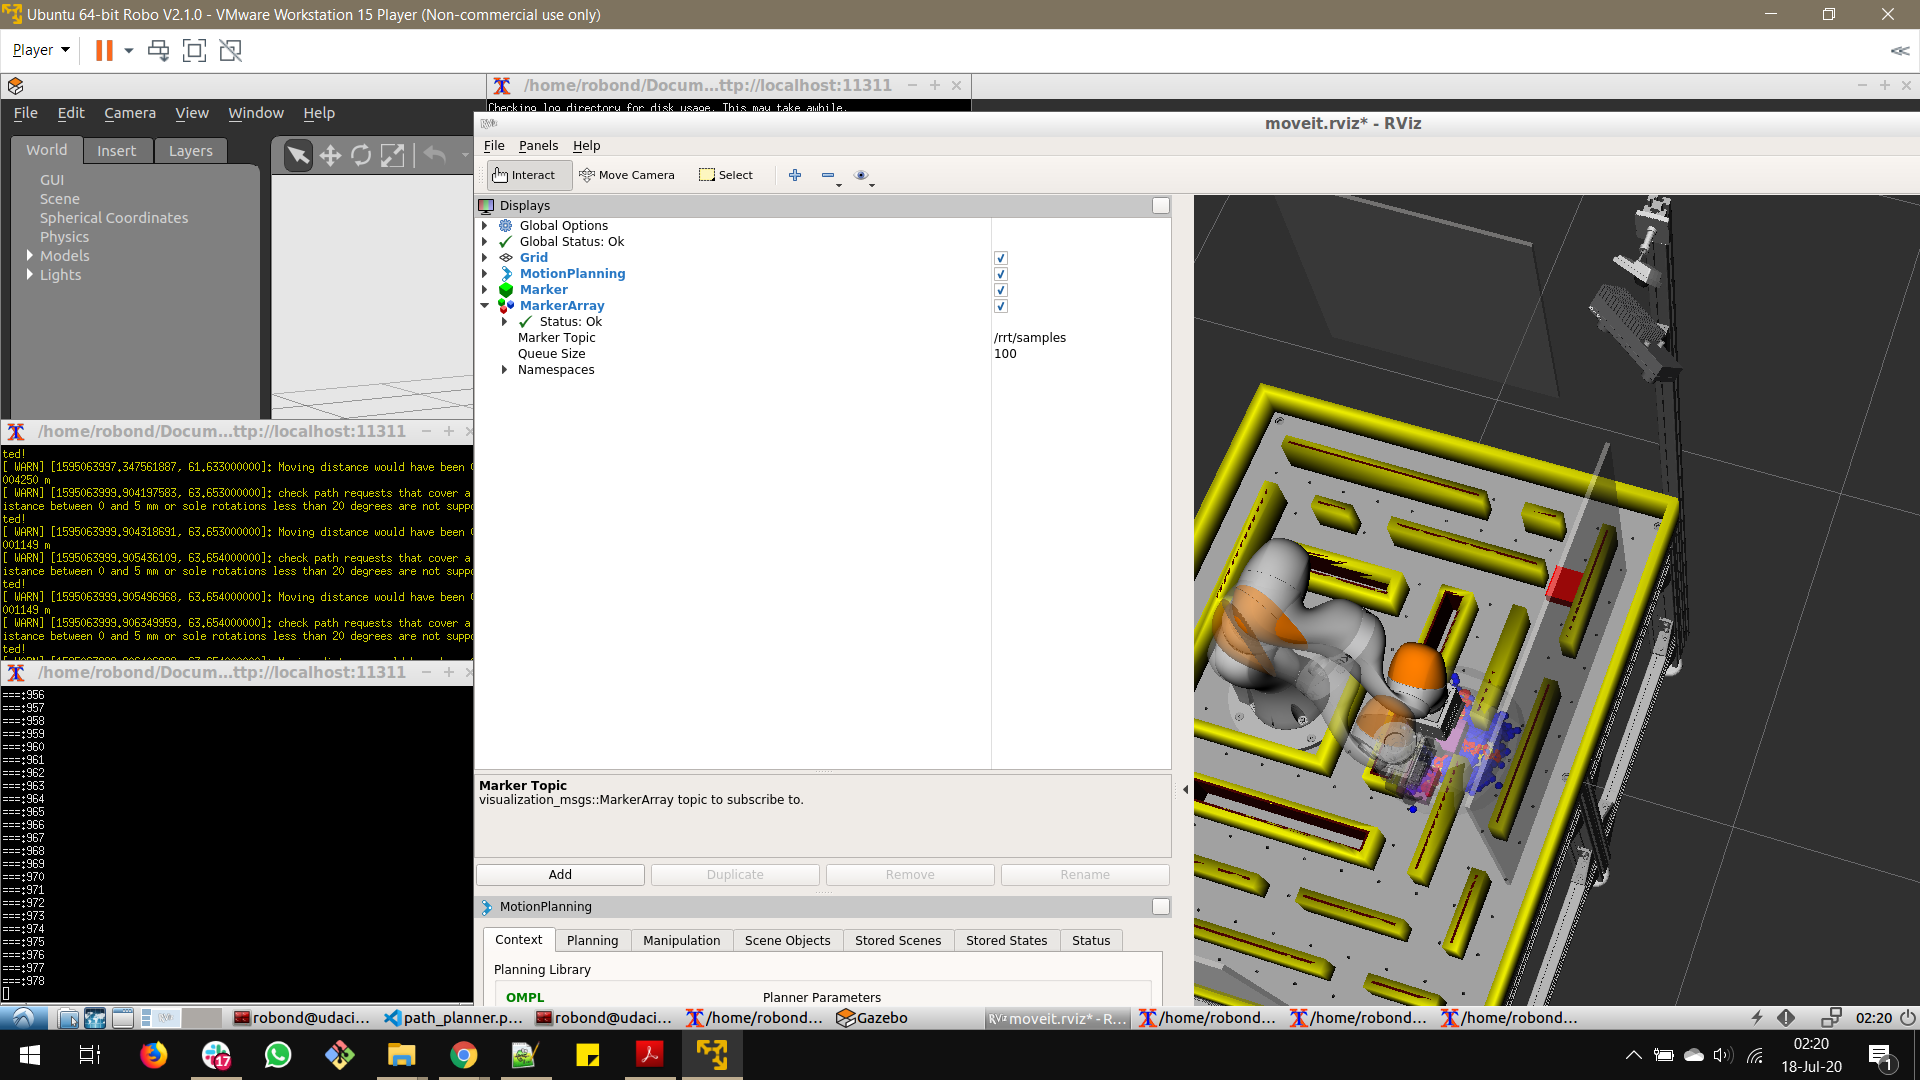 Ubuntu 64-bit Robo V2.1.0 - VMware Workstation 15 Player (Non-commercial use only)
Player
/home/robond/Docum...ttp://localhost:11311
File Edit Camera View Window Help
Checking log directory for disk usage. This may take awhile.
World Insert Layers
GUI
Scene
Spherical Coordinates
Physics
Models
Lights
moveit.rviz* - RViz
File Panels Help
Interact Move Camera Select
Displays
Global Options
Global Status: Ok
Grid
MotionPlanning
Marker
MarkerArray
Status: Ok
Marker Topic /rrt/samples
Queue Size 100
Namespaces
/home/robond/Docum...ttp://localhost:11311
ted!
[ WARN] [1595063997.347561887, 61.633000000]: Moving distance would have been
004250 m
[ WARN] [1595063999.904197583, 63.653000000]: check path requests that cover a
istance between 0 and 5 mm or sole rotations less than 20 degrees are not suppo
ted!
[ WARN] [1595063999.904318691, 63.653000000]: Moving distance would have been
001149 m
[ WARN] [1595063999.905436109, 63.654000000]: check path requests that cover a
istance between 0 and 5 mm or sole rotations less than 20 degrees are not suppo
ted!
[ WARN] [1595063999.905496968, 63.654000000]: Moving distance would have been
001149 m
[ WARN] [1595063999.906349959, 63.654000000]: check path requests that cover a
istance between 0 and 5 mm or sole rotations less than 20 degrees are not suppo
ted!
/home/robond/Docum...ttp://localhost:11311
===:956
===:957
===:958
===:959
===:960
===:961
===:962
===:963
===:964
===:965
===:966
===:967
===:968
===:969
===:970
===:971
===:972
===:973
===:974
===:975
===:976
===:977
===:978
Marker Topic
visualization_msgs::MarkerArray topic to subscribe to.
Add Duplicate Remove Rename
MotionPlanning
Context Planning Manipulation Scene Objects Stored Scenes Stored States Status
Planning Library
OMPL Planner Parameters
robond@udaci... path_planner.p... robond@udaci... /home/robond... Gazebo moveit.rviz* - R... /home/robond... /home/robond... /home/robond... 02:20
17
02:20
18-Jul-20
1